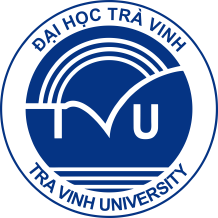 ĐẠI HỌC TRÀ VINH
TVU
TRA VINH UNIVERSITY